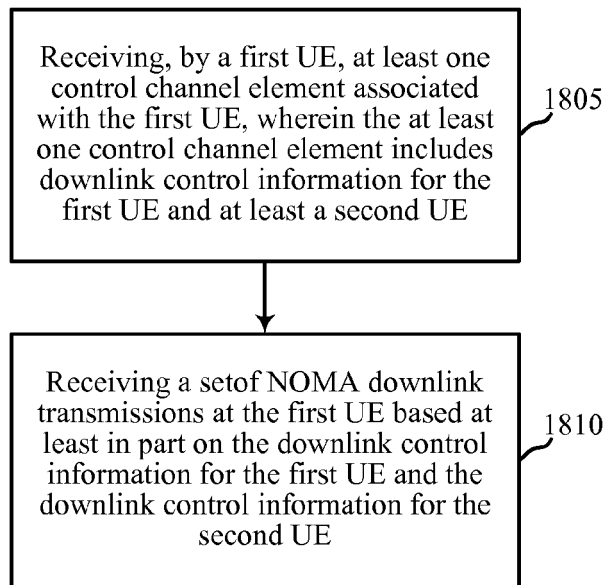 Receiving, by a first UE, at least one
control channel element associated
with the first UE, wherein the at least
one control channel element includes
downlink control information for the
first UE and at least a second UE
1805
Receiving a setof NOMA downlink
transmissions at the first UE based at
least in part on the downlink control
information for the first UE and the
downlink control information for the
second UE
1810